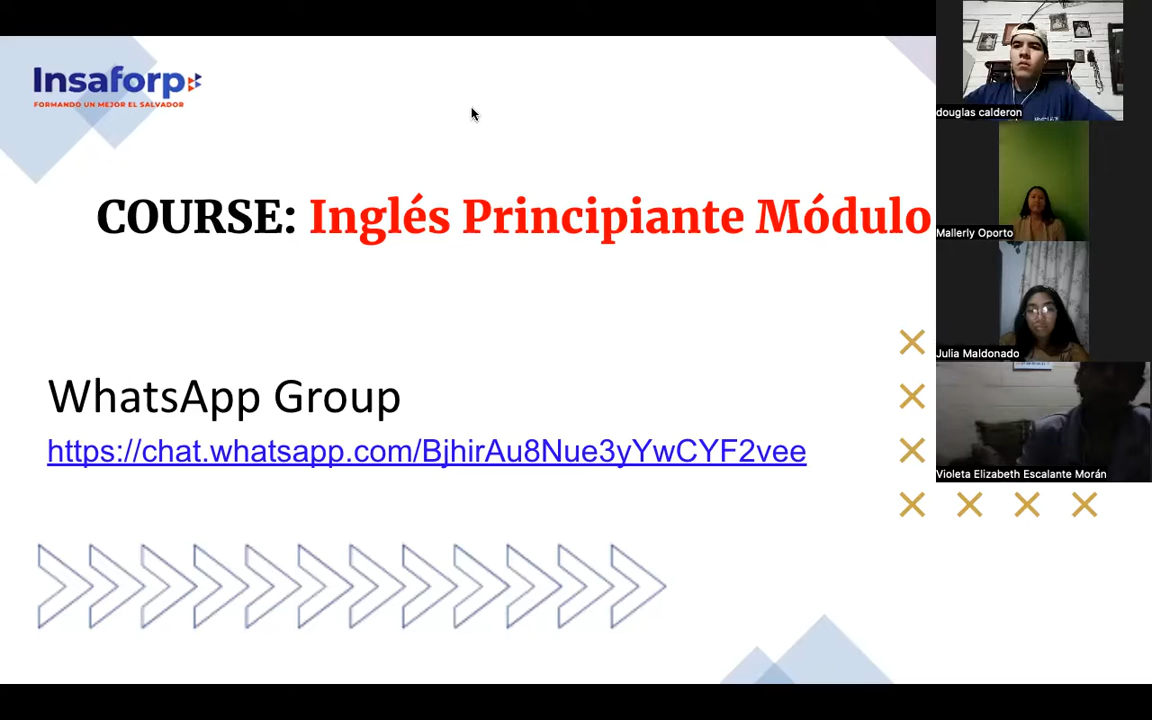 Insaforp
FORMANDO UN MEJOR EL SALVADOR
COURSE: Inglés Principiante Módulo
WhatsApp Group
https://chat.whatsapp.com/BjhirAu8Nue3yYwCYF2vee
douglas calderon
Mallerly Oporto
Julia Maldonado
Violeta Elizabeth Escalante Morán